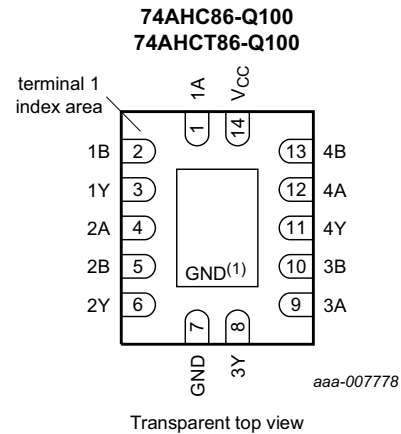 74AHC86-Q100
74AHCT86-Q100
terminal 1
index area
1A
VCC
1
14
1B 2 13 4B
1Y 3 12 4A
2A 4 11 4Y
2B 5 10 3B
GND(1)
2Y 6 9 3A
7
8
GND
3Y
aaa-007778
Transparent top view